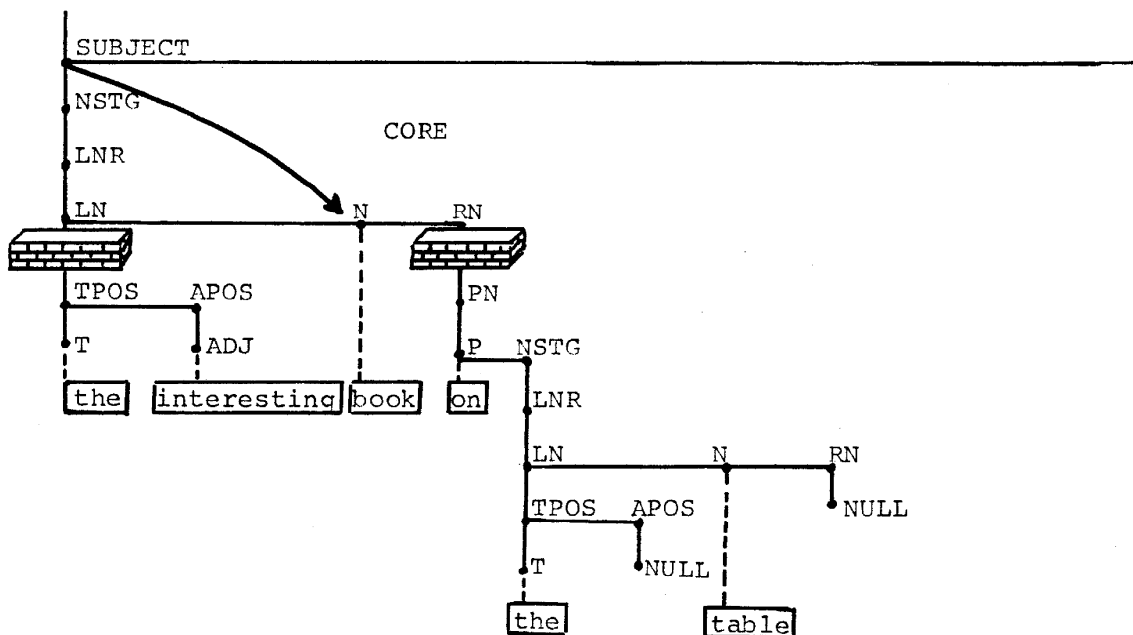 SUBJECT
NSTG
CORE
LNR
LN N RN
TPOS APOS PN
T ADJ P NSTG
the interesting book on
LNR
LN N RN
TPOS APOS NULL
T NULL
the table